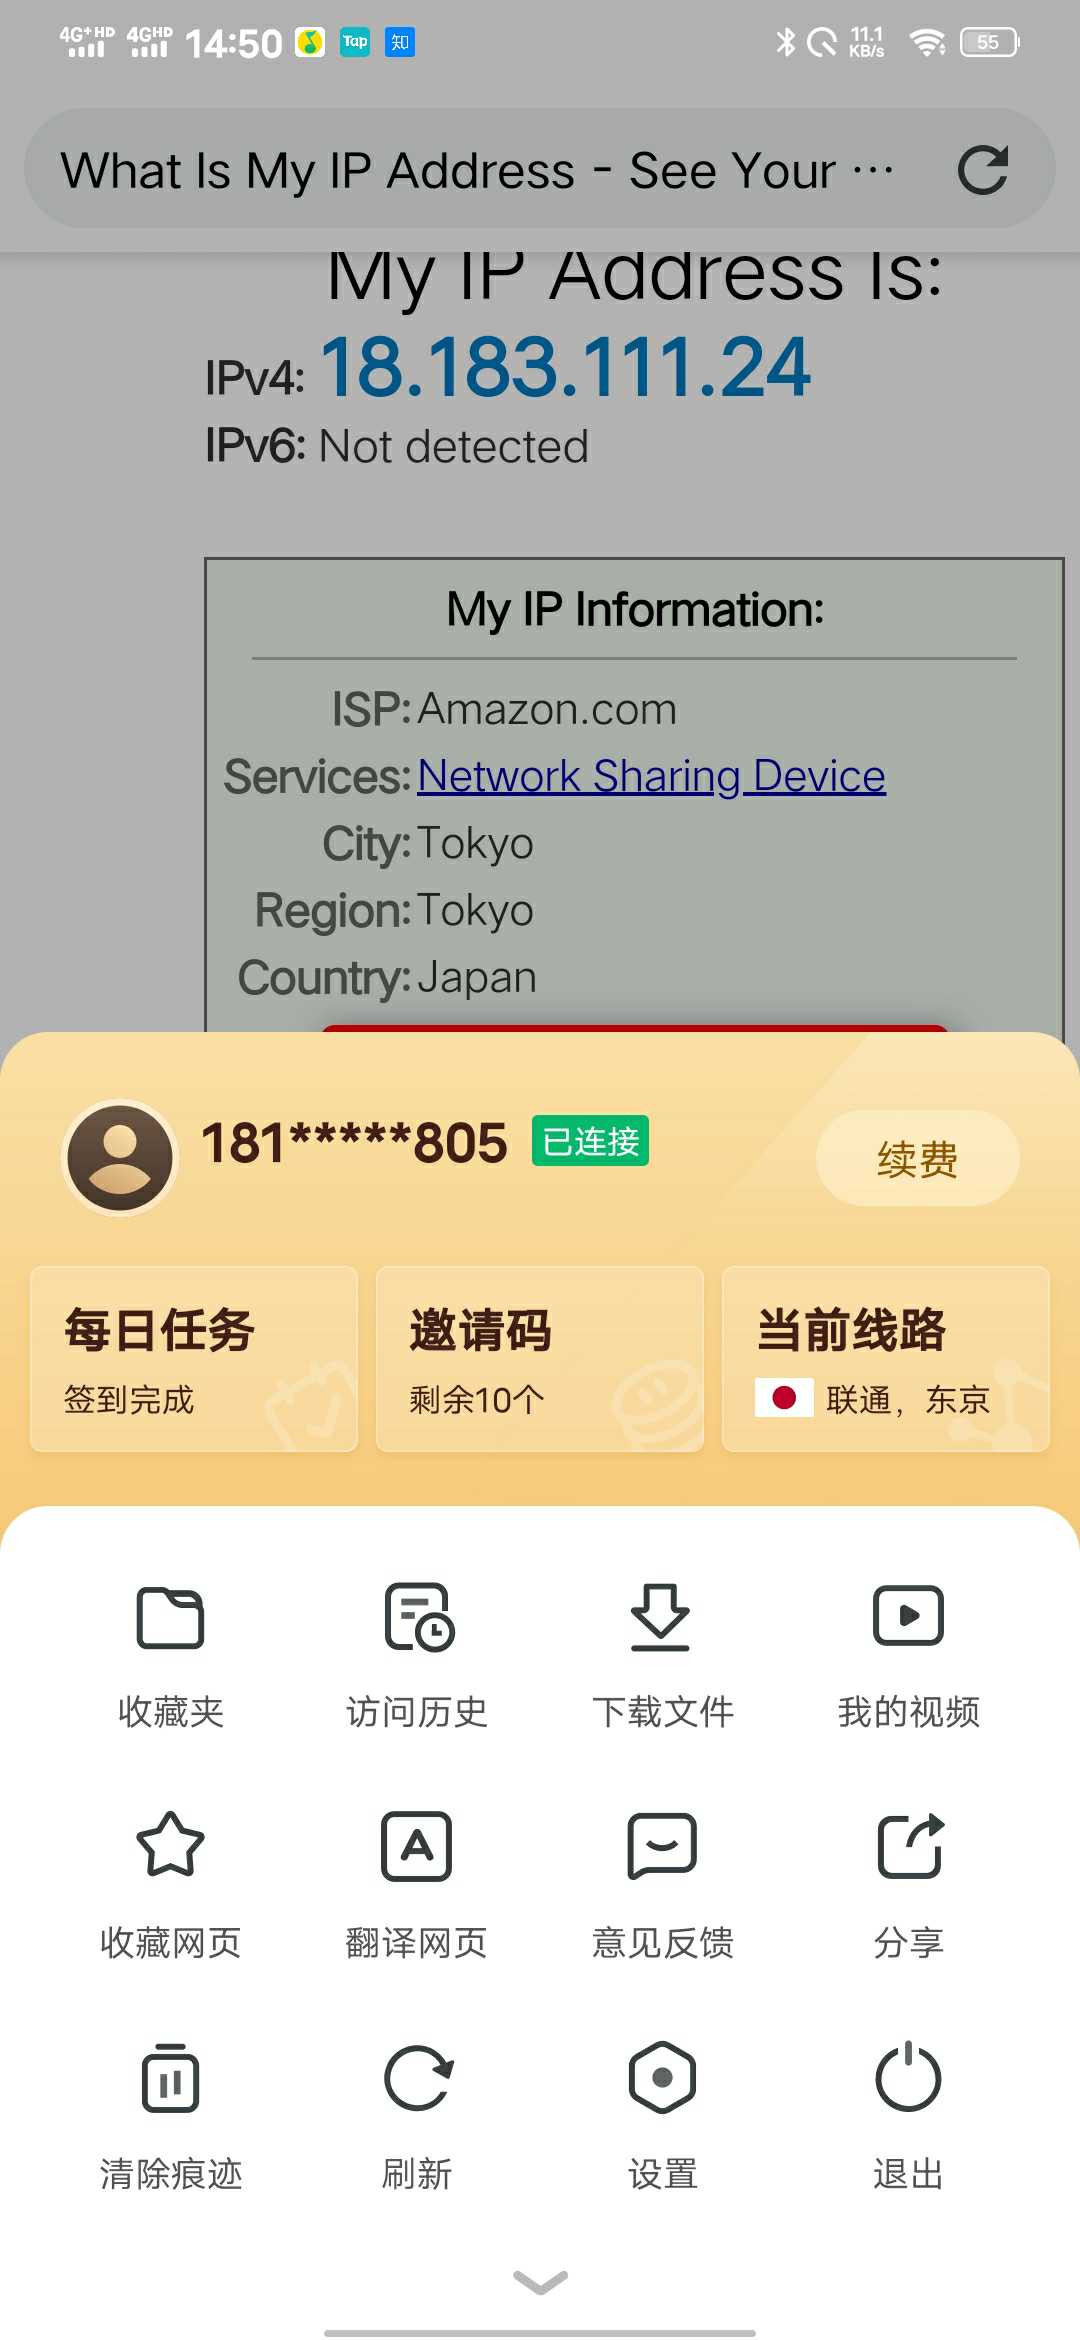 4G+ HD 4GHD 14:50 Tap 知 11.1 KB/s 55
What Is My IP Address - See Your ···
My IP Address Is:
IPv4: 18.183.111.24
IPv6: Not detected
My IP Information:
ISP: Amazon.com
Services: Network Sharing Device
City: Tokyo
Region: Tokyo
Country: Japan
181*****805 已连接 续费
每日任务 邀请码 当前线路
签到完成 剩余10个 联通，东京
收藏夹 访问历史 下载文件 我的视频
收藏网页 翻译网页 意见反馈 分享
清除痕迹 刷新 设置 退出